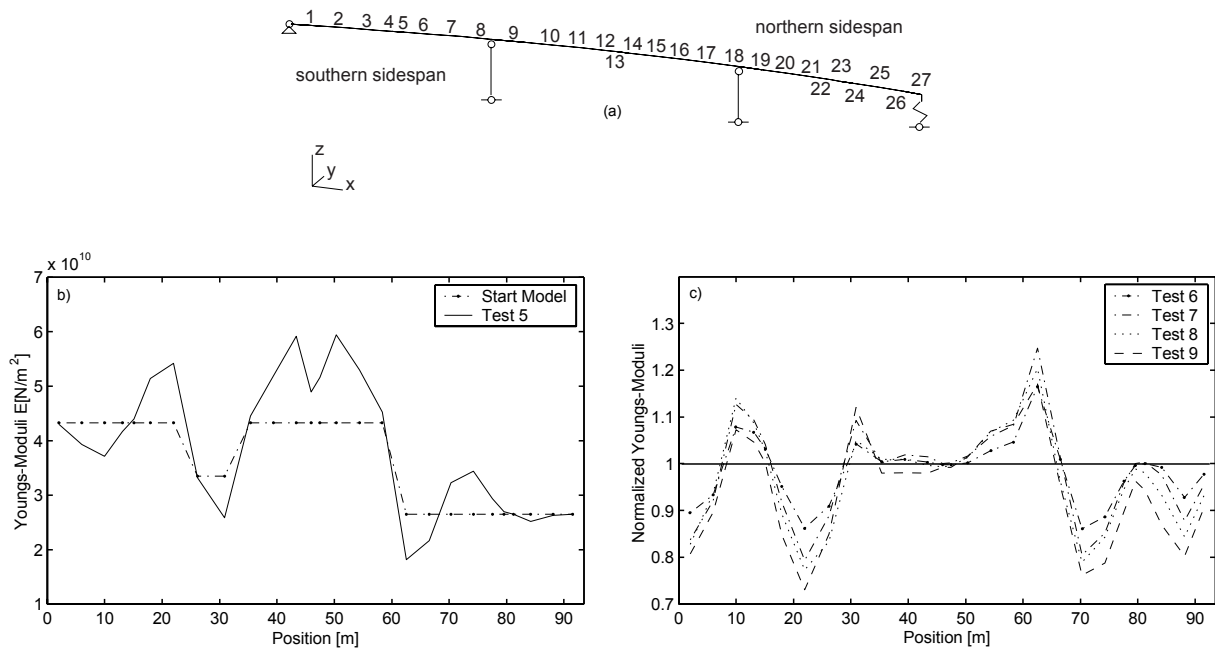 1 2 3 4 5 6 7 8 9 10 11 12 13 14 15 16 17 18 19 20 21 22 23 24 25 26 27
northern sidespan
southern sidespan
(a)
z
y
x
x 10^10
b)
Start Model
Test 5
7
6
5
4
3
2
1
Youngs-Moduli E[N/m^2]
0 10 20 30 40 50 60 70 80 90
Position [m]
c)
Test 6
Test 7
Test 8
Test 9
1.3
1.2
1.1
1
0.9
0.8
0.7
Normalized Youngs-Moduli
0 10 20 30 40 50 60 70 80 90
Position [m]